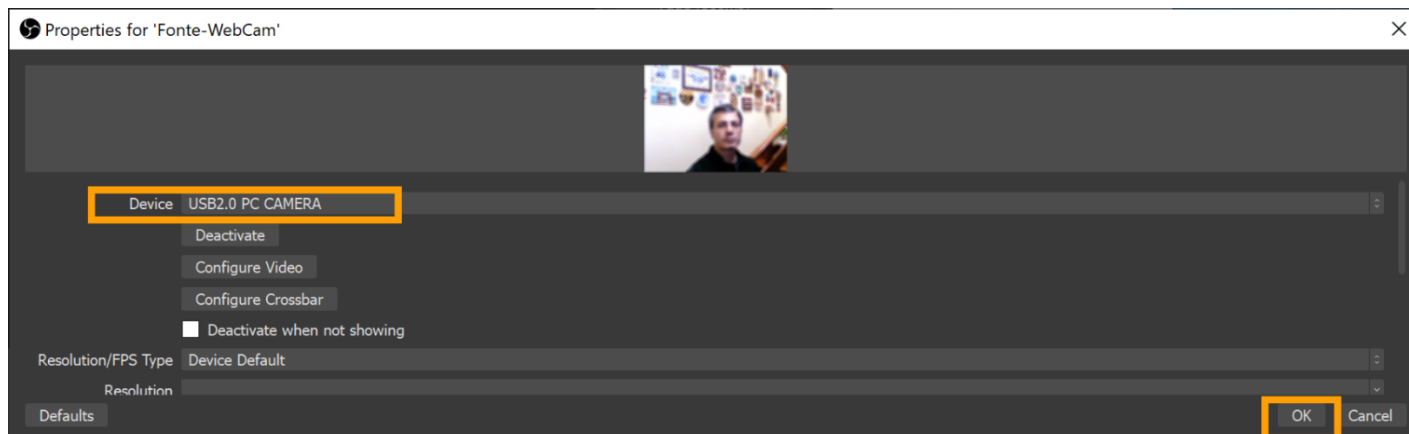 Properties for 'Fonte-WebCam'
Device USB2.0 PC CAMERA
Deactivate
Configure Video
Configure Crossbar
Deactivate when not showing
Resolution/FPS Type Device Default
Resolution
Defaults OK Cancel